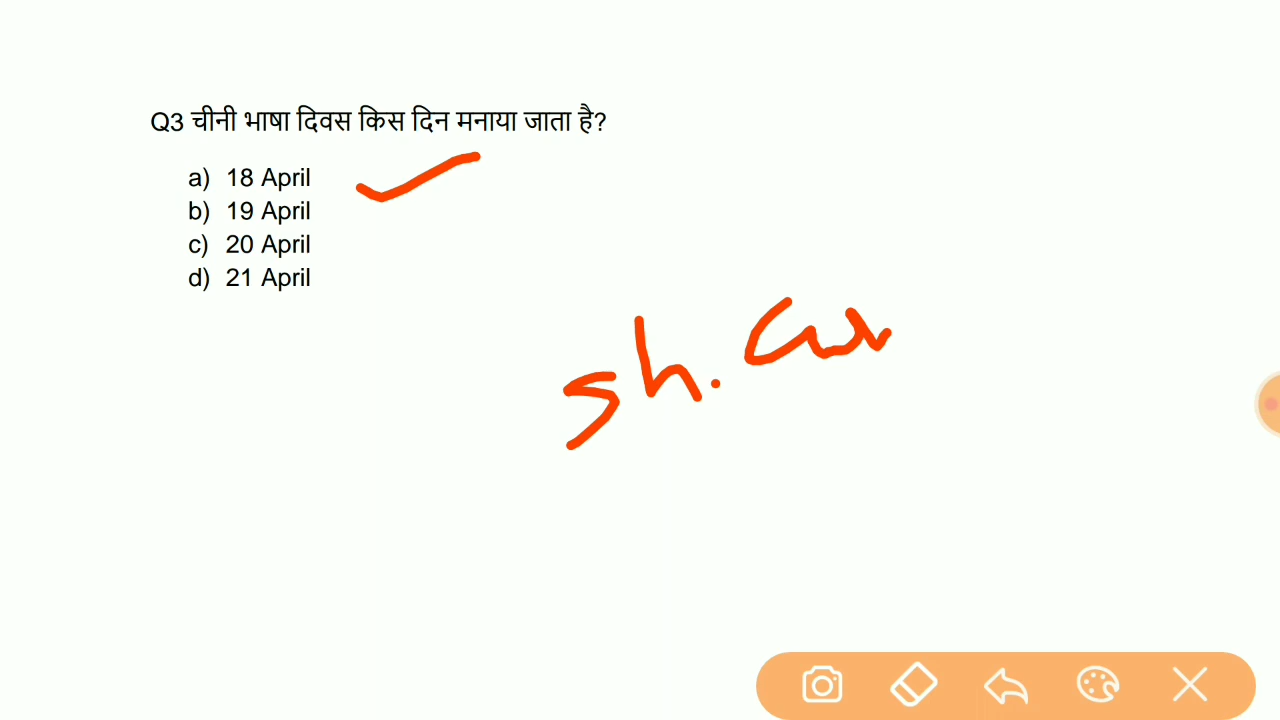 Q3 चीनी भाषा दिवस किस दिन मनाया जाता है?
a) 18 April
b) 19 April
c) 20 April
d) 21 April
sh.